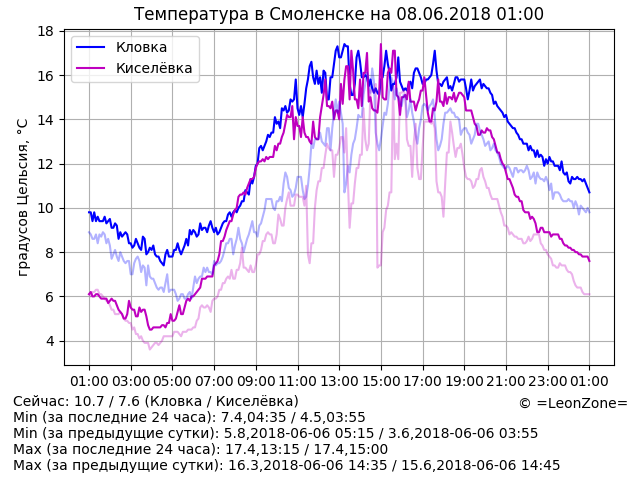 Температура в Смоленске на 08.06.2018 01:00
Кловка
Киселёвка
градусов Цельсия, °C
18
16
14
12
10
8
6
4
01:00 03:00 05:00 07:00 09:00 11:00 13:00 15:00 17:00 19:00 21:00 23:00 01:00
Сейчас: 10.7 / 7.6 (Кловка / Киселёвка)
© =LeonZone=
Min (за последние 24 часа): 7.4,04:35 / 4.5,03:55
Min (за предыдущие сутки): 5.8,2018-06-06 05:15 / 3.6,2018-06-06 03:55
Max (за последние 24 часа): 17.4,13:15 / 17.4,15:00
Max (за предыдущие сутки): 16.3,2018-06-06 14:35 / 15.6,2018-06-06 14:45